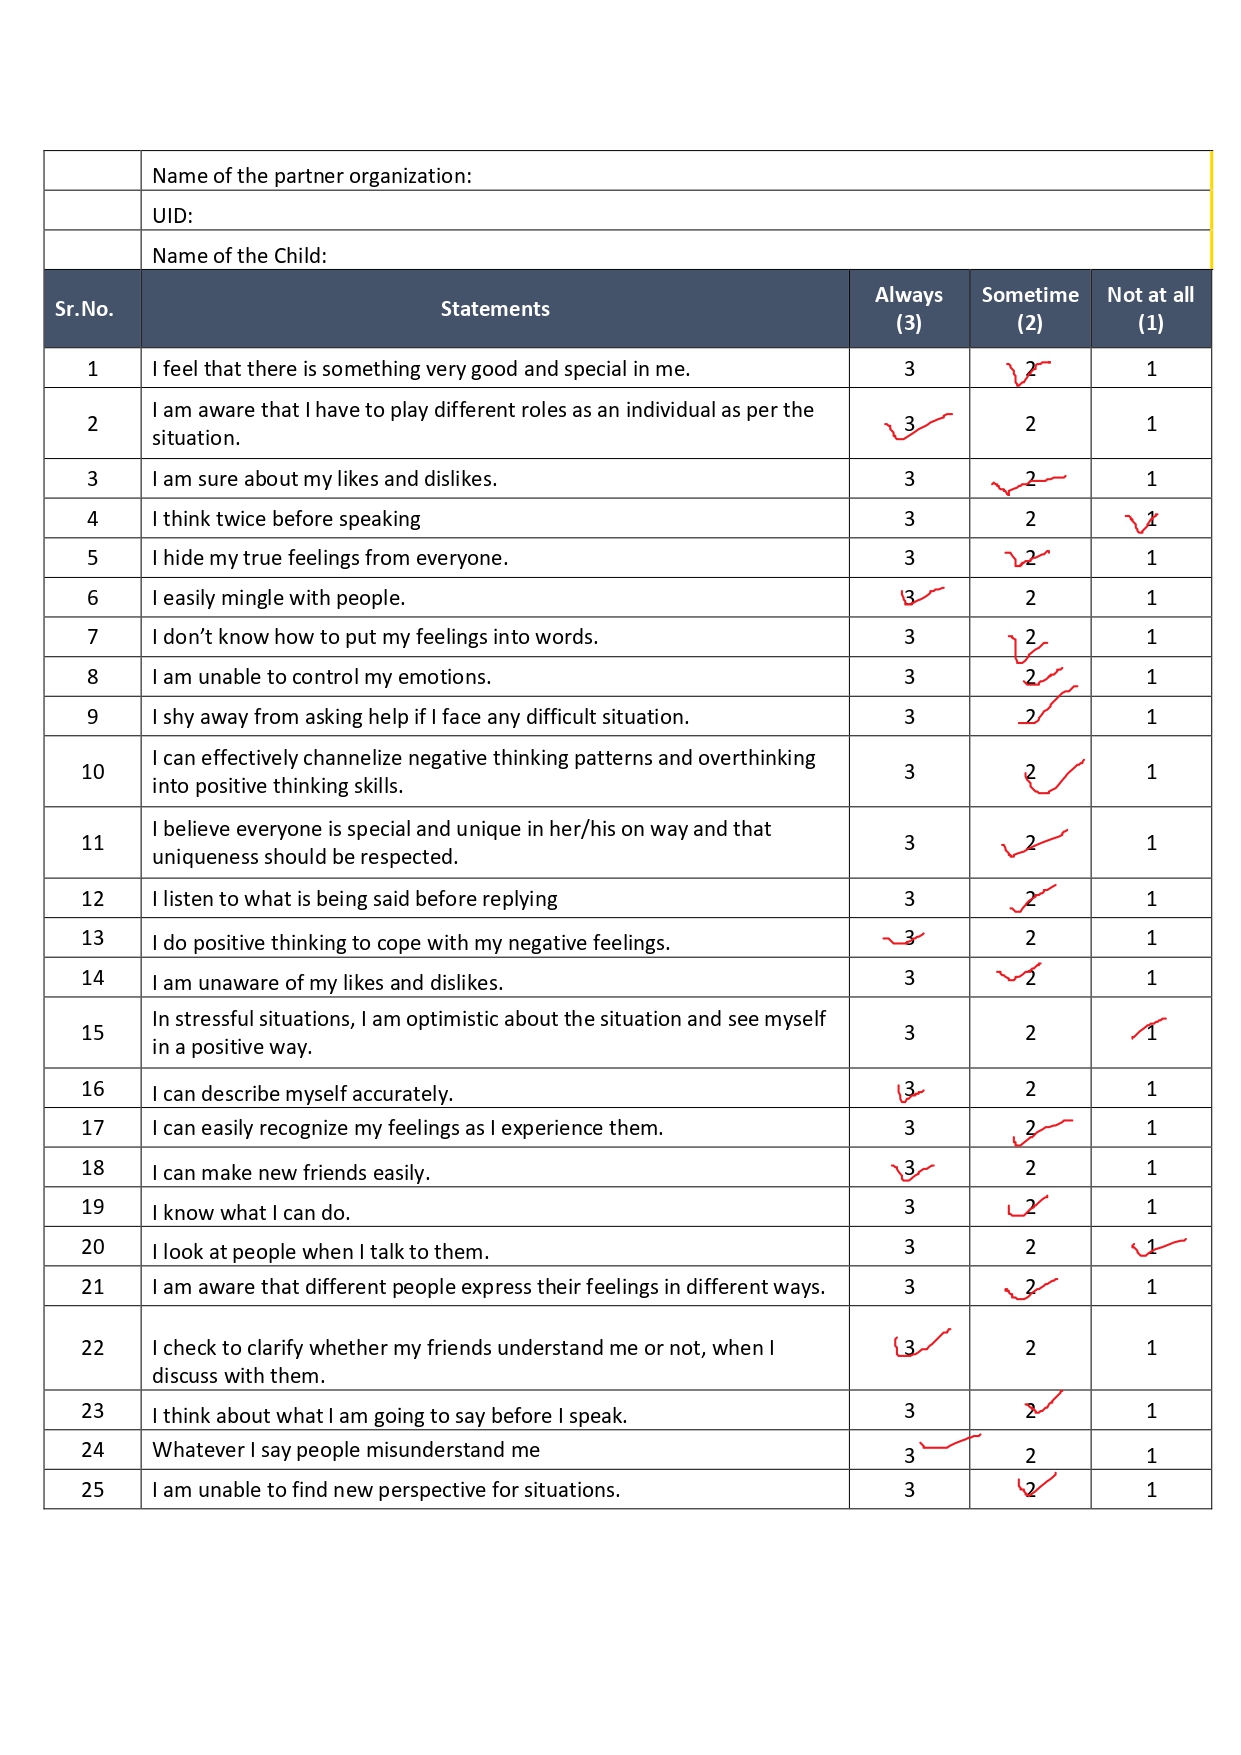 Name of the partner organization:
UID:
Name of the Child:
Sr.No. Statements Always (3) Sometime (2) Not at all (1)
1 I feel that there is something very good and special in me. 3 2 1
2 I am aware that I have to play different roles as an individual as per the
situation. 3 2 1
3 I am sure about my likes and dislikes. 3 2 1
4 I think twice before speaking 3 2 1
5 I hide my true feelings from everyone. 3 2 1
6 I easily mingle with people. 3 2 1
7 I don’t know how to put my feelings into words. 3 2 1
8 I am unable to control my emotions. 3 2 1
9 I shy away from asking help if I face any difficult situation. 3 2 1
10 I can effectively channelize negative thinking patterns and overthinking
into positive thinking skills. 3 2 1
11 I believe everyone is special and unique in her/his on way and that
uniqueness should be respected. 3 2 1
12 I listen to what is being said before replying 3 2 1
13 I do positive thinking to cope with my negative feelings. 3 2 1
14 I am unaware of my likes and dislikes. 3 2 1
15 In stressful situations, I am optimistic about the situation and see myself
in a positive way. 3 2 1
16 I can describe myself accurately. 3 2 1
17 I can easily recognize my feelings as I experience them. 3 2 1
18 I can make new friends easily. 3 2 1
19 I know what I can do. 3 2 1
20 I look at people when I talk to them. 3 2 1
21 I am aware that different people express their feelings in different ways. 3 2 1
22 I check to clarify whether my friends understand me or not, when I
discuss with them. 3 2 1
23 I think about what I am going to say before I speak. 3 2 1
24 Whatever I say people misunderstand me 3 2 1
25 I am unable to find new perspective for situations. 3 2 1